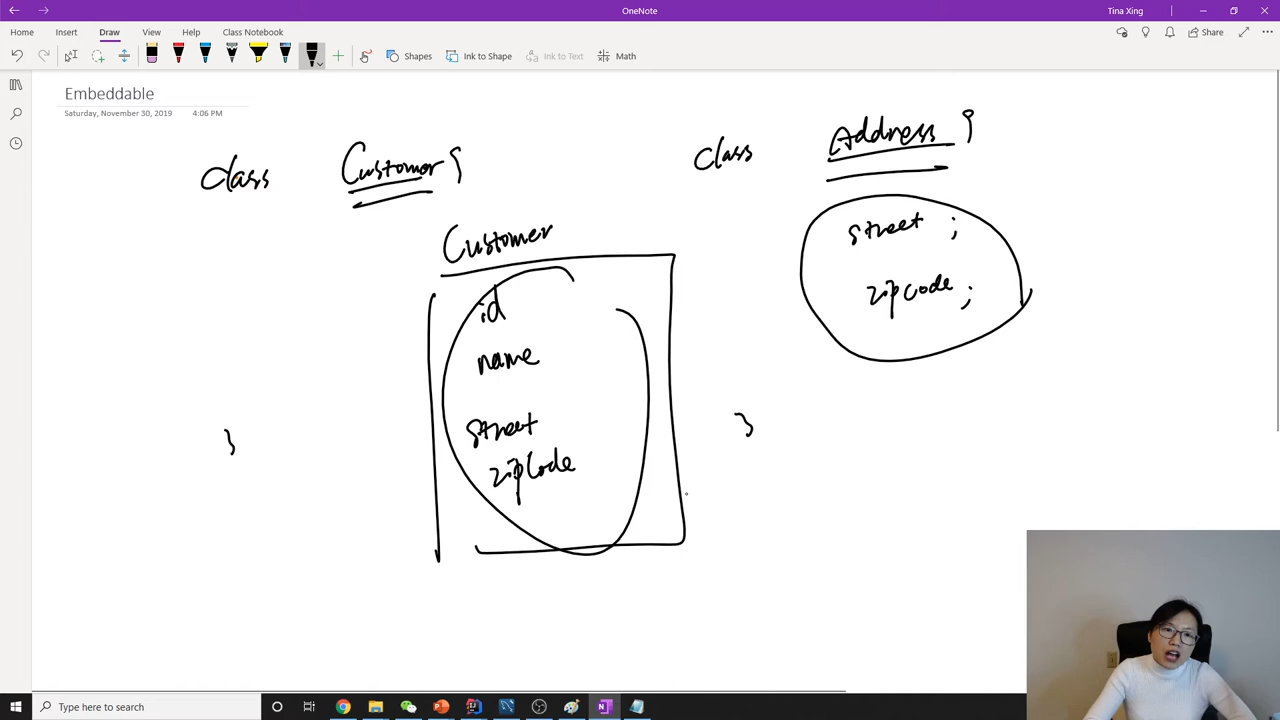 OneNote
Tina Xing
Home Insert Draw View Help Class Notebook
Share
Shapes
Ink to Shape
Ink to Text
Math
Embeddable
Saturday, November 30, 2019 4:06 PM
class Customer {
class Address {
street ;
zipcode ;
}
Customer
id
name
street
zipCode
}
Type here to search